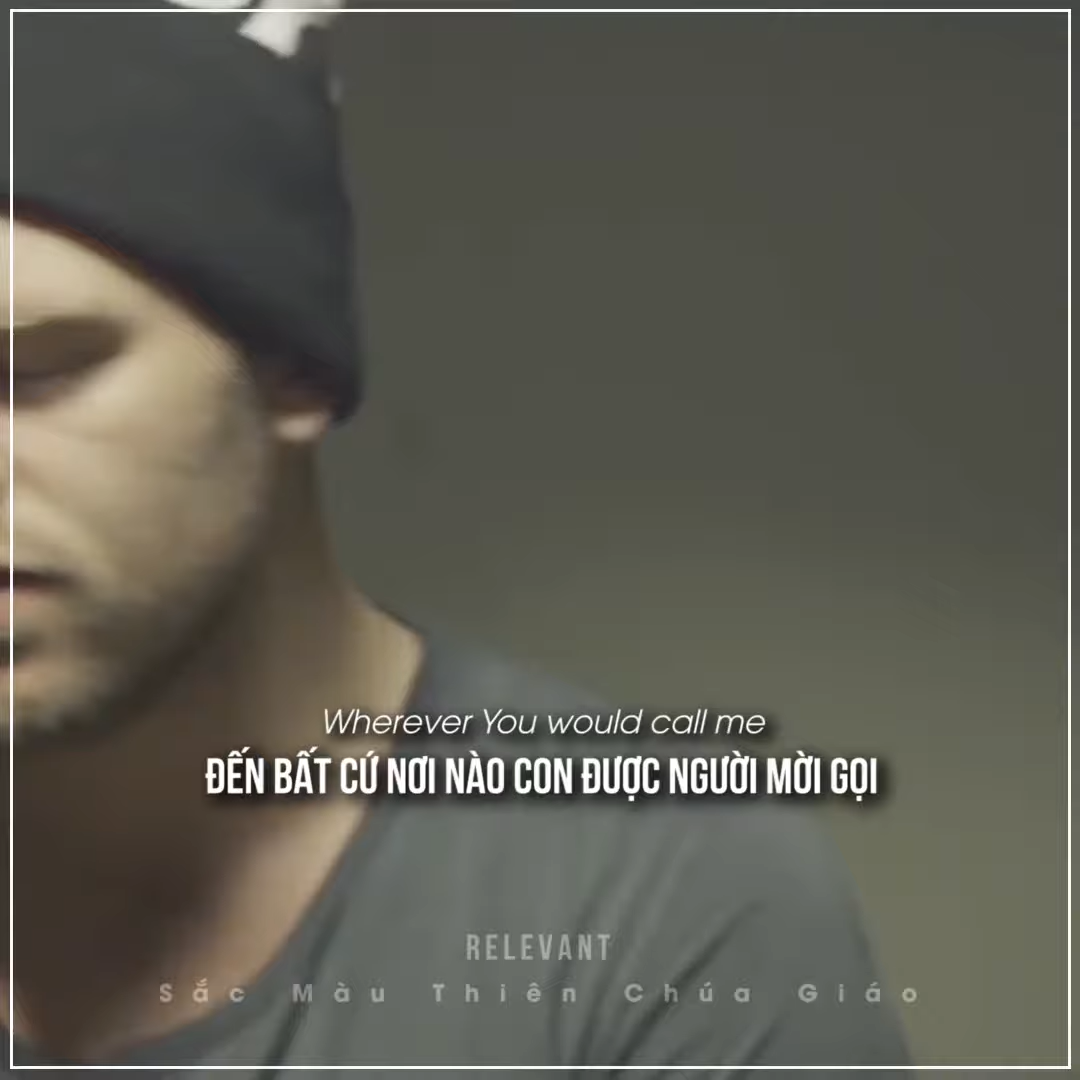 Wherever You would call me
ĐẾN BẤT CỨ NƠI NÀO CON ĐƯỢC NGƯỜI MỜI GỌI
RELEVANT
Sắc Màu Thiên Chúa Giáo